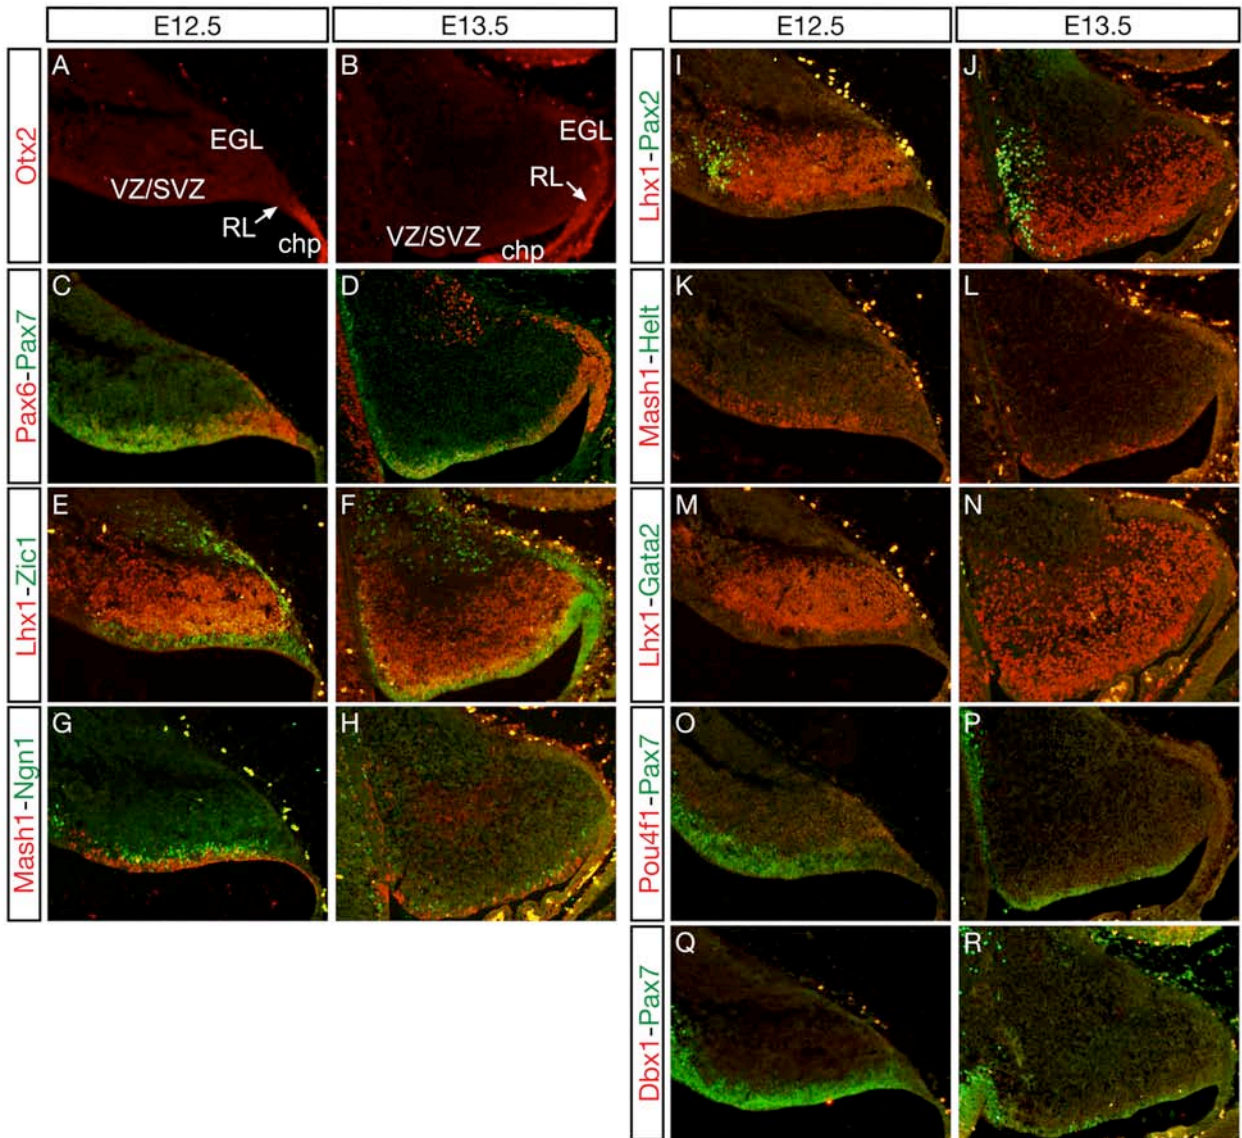 E12.5
E13.5
E12.5
E13.5
Otx2
A
EGL
VZ/SVZ
RL
chp
B
EGL
RL
VZ/SVZ
chp
Pax6-Pax7
C
D
Lhx1-Zic1
E
F
Mash1-Ngn1
G
H
Lhx1-Pax2
I
J
Mash1-Helt
K
L
Lhx1-Gata2
M
N
Pou4f1-Pax7
O
P
Dbx1-Pax7
Q
R